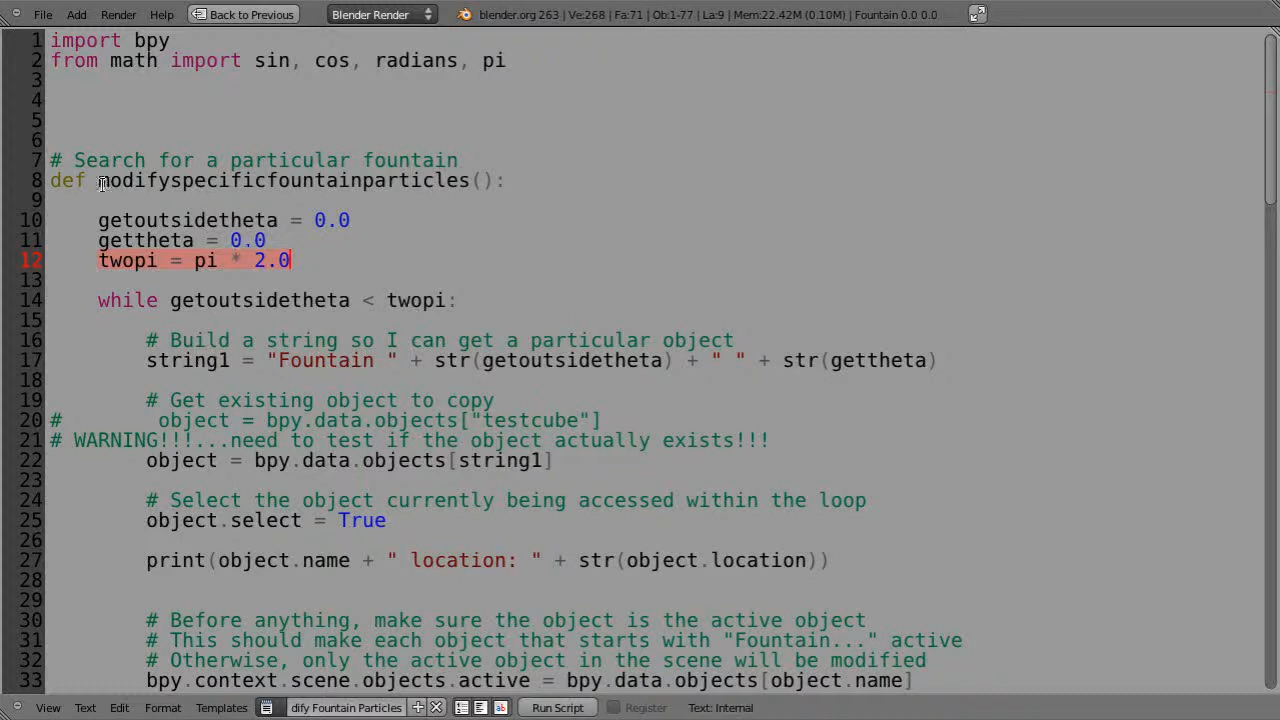 File Add Render Help Back to Previous Blender Render blender.org 263 | Ve:268 | Fa:71 | Ob:1-77 | La:9 | Mem:22.42M (0.10M) | Fountain 0.0 0.0
1 import bpy
2 from math import sin, cos, radians, pi
3
4
5
6
7 # Search for a particular fountain
8 def modifyspecificfountainparticles():
9
10 getoutsidetheta = 0.0
11 gettheta = 0.0
12 twopi = pi * 2.0
13
14 while getoutsidetheta < twopi:
15
16 # Build a string so I can get a particular object
17 string1 = "Fountain " + str(getoutsidetheta) + " " + str(gettheta)
18
19 # Get existing object to copy
20 # object = bpy.data.objects["testcube"]
21 # WARNING!!!...need to test if the object actually exists!!!
22 object = bpy.data.objects[string1]
23
24 # Select the object currently being accessed within the loop
25 object.select = True
26
27 print(object.name + " location: " + str(object.location))
28
29
30 # Before anything, make sure the object is the active object
31 # This should make each object that starts with "Fountain..." active
32 # Otherwise, only the active object in the scene will be modified
33 bpy.context.scene.objects.active = bpy.data.objects[object.name]
View Text Edit Format Templates dify Fountain Particles Run Script Register Text: Internal